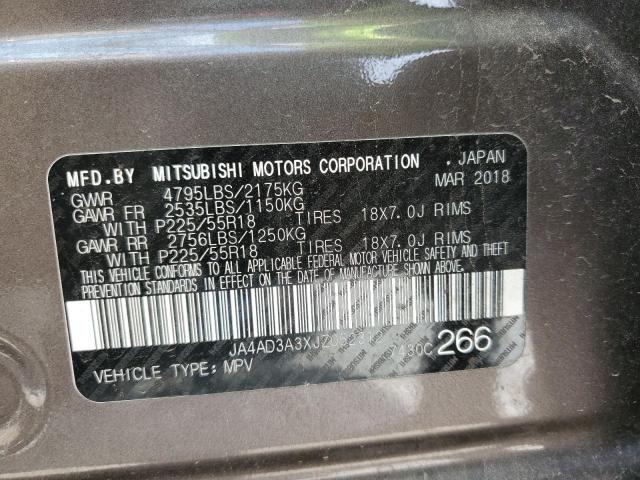 MFD.BY MITSUBISHI MOTORS CORPORATION . JAPAN
GVWR 4795LBS/2175KG MAR 2018
GAWR FR 2535LBS/1150KG
WITH P225/55R18 TIRES 18X7.0J RIMS
GAWR RR 2756LBS/1250KG
WITH P225/55R18 TIRES 18X7.0J RIMS
THIS VEHICLE CONFORMS TO ALL APPLICABLE FEDERAL MOTOR VEHICLE SAFETY AND THEFT
PREVENTION STANDARDS IN EFFECT ON THE DATE OF MANUFACTURE SHOWN ABOVE.
7430C 266
VEHICLE TYPE: MPV